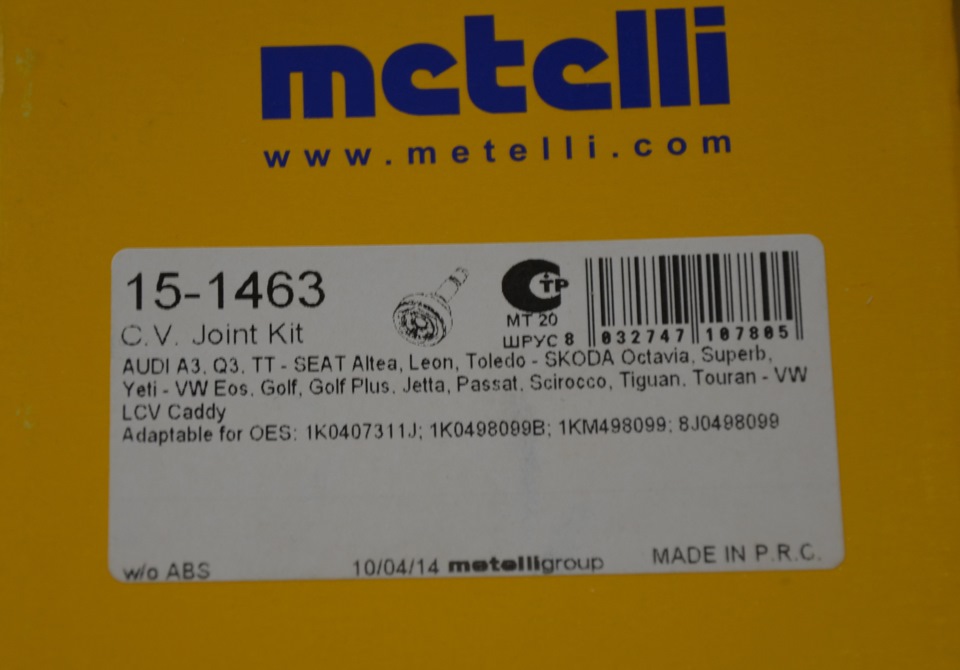 metelli
www.metelli.com
15-1463
C.V. Joint Kit
СТР
МТ 20
ШРУС
8 032747 107805
AUDI A3, Q3, TT - SEAT Altea, Leon, Toledo - SKODA Octavia, Superb,
Yeti - VW Eos, Golf, Golf Plus, Jetta, Passat, Scirocco, Tiguan, Touran - VW
LCV Caddy
Adaptable for OES: 1K0407311J; 1K0498099B; 1KM498099; 8J0498099
w/o ABS
10/04/14 metelligroup
MADE IN P.R.C.